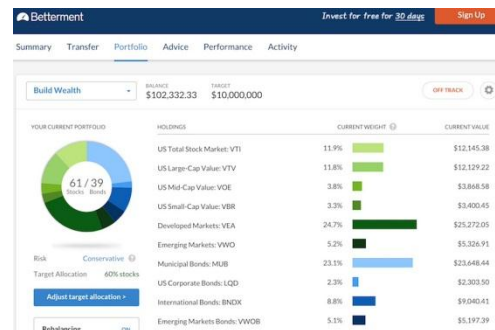 Betterment
Invest for free for 30 days
Sign Up
Summary Transfer Portfolio Advice Performance Activity
Build Wealth
BALANCE
$102,332.33
TARGET
$10,000,000
OFF TRACK
YOUR CURRENT PORTFOLIO
HOLDINGS CURRENT WEIGHT CURRENT VALUE
61 / 39
Stocks Bonds
US Total Stock Market: VTI 11.9% $12,145.38
US Large-Cap Value: VTV 11.8% $12,129.22
US Mid-Cap Value: VOE 3.8% $3,868.58
US Small-Cap Value: VBR 3.3% $3,400.45
Developed Markets: VEA 24.7% $25,272.05
Emerging Markets: VWO 5.2% $5,326.91
Municipal Bonds: MUB 23.1% $23,648.44
US Corporate Bonds: LQD 2.3% $2,303.50
International Bonds: BNDX 8.8% $9,040.41
Emerging Markets Bonds: VWOB 5.1% $5,197.39
Risk Conservative
Target Allocation 60% stocks
Adjust target allocation >
Rebalancing ON